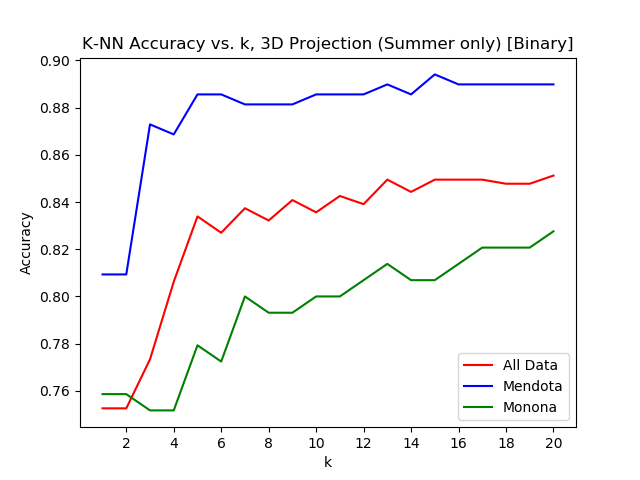 K-NN Accuracy vs. k, 3D Projection (Summer only) [Binary]
0.90
0.88
0.86
0.84
0.82
0.80
0.78
0.76
Accuracy
All Data
Mendota
Monona
2 4 6 8 10 12 14 16 18 20
k